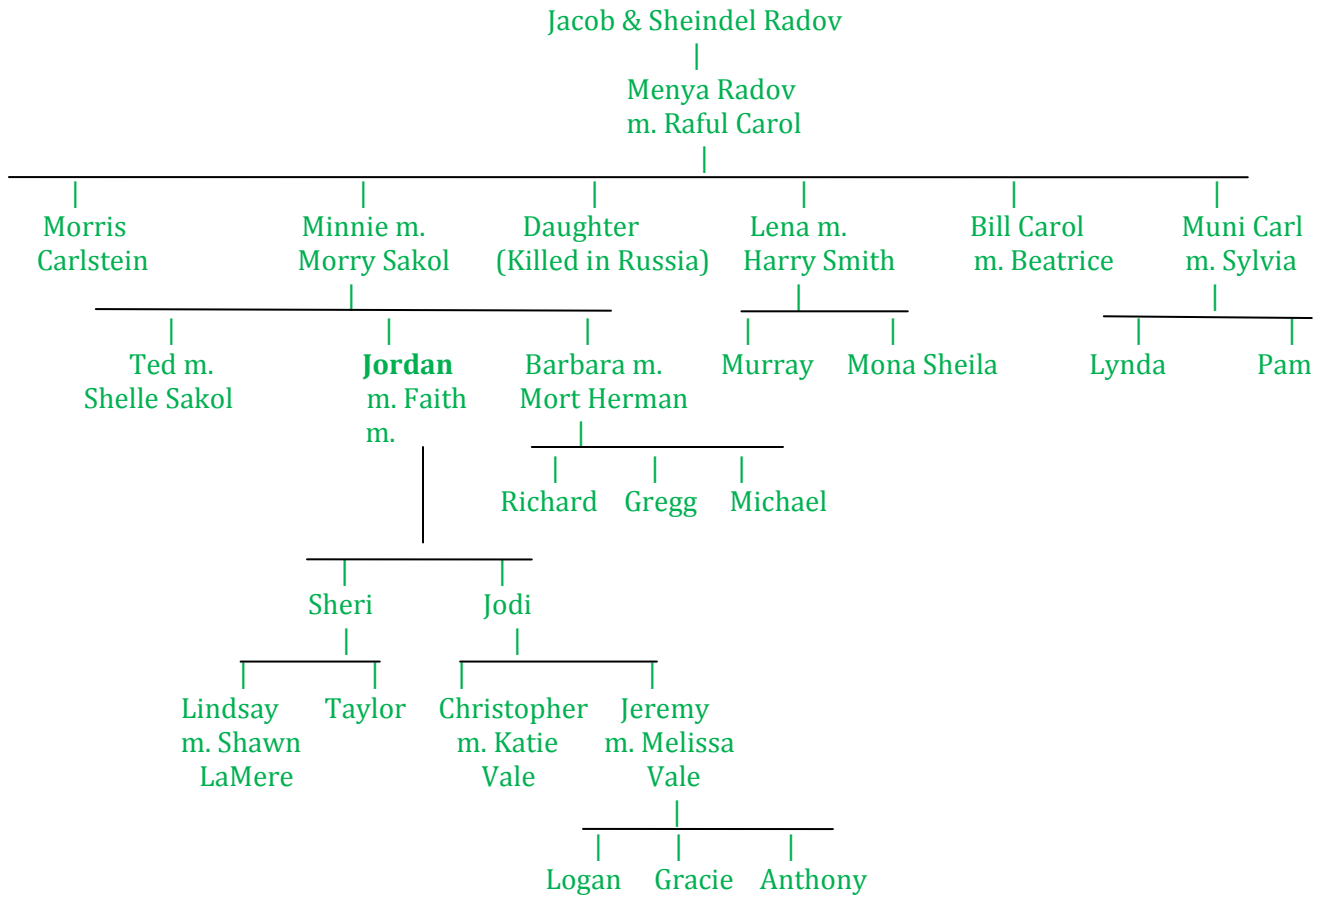 Jacob & Sheindel Radov
Menya Radov
m. Raful Carol
Morris
Carlstein
Minnie m.
Morry Sakol
Daughter
(Killed in Russia)
Lena m.
Harry Smith
Bill Carol
m. Beatrice
Muni Carl
m. Sylvia
Ted m.
Shelle Sakol
Jordan
m. Faith
m.
Barbara m.
Mort Herman
Murray
Mona Sheila
Lynda
Pam
Richard
Gregg
Michael
Sheri
Jodi
Lindsay
m. Shawn
LaMere
Taylor
Christopher
m. Katie
Vale
Jeremy
m. Melissa
Vale
Logan
Gracie
Anthony